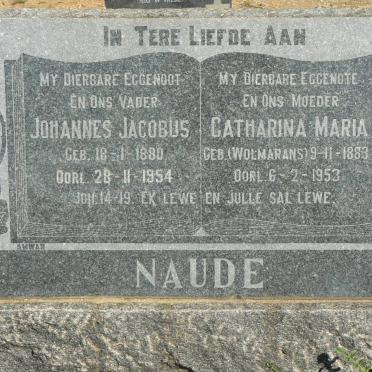 IN TERE LIEFDE AAN
MY DIERBARE EGGENOOT
EN ONS VADER
JOHANNES JACOBUS
GEB. 18-1-1880
OORL. 28-11-1954
MY DIERBARE EGGENOTE
EN ONS MOEDER
CATHARINA MARIA
GEB. (WOLMARANS) 9-11-1883
OORL. 6-2-1953
JOH. 14-19. EK LEWE EN JULLE SAL LEWE.
NAUDE